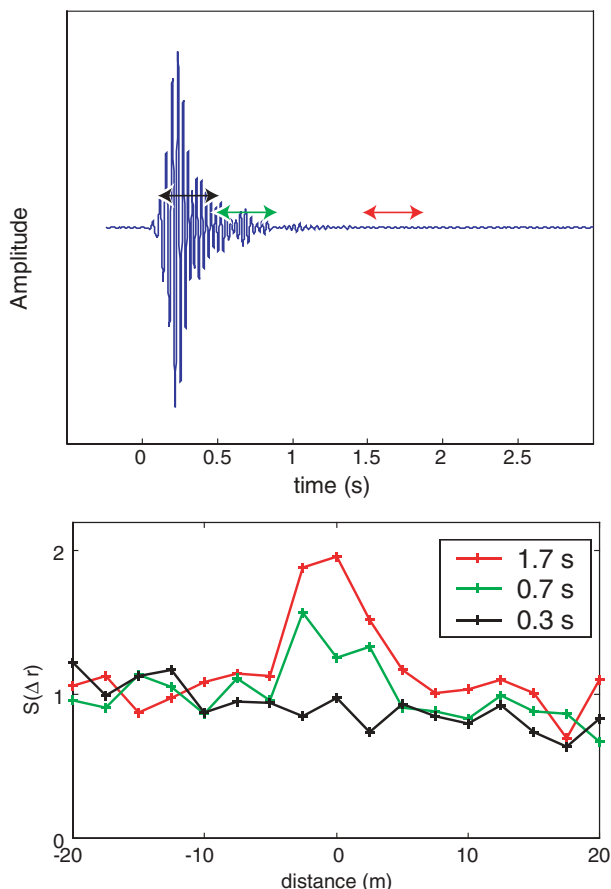 Amplitude
0 0.5 1 1.5 2 2.5
time (s)
S(Δ r)
2
1
0
1.7 s
0.7 s
0.3 s
-20 -10 0 10 20
distance (m)